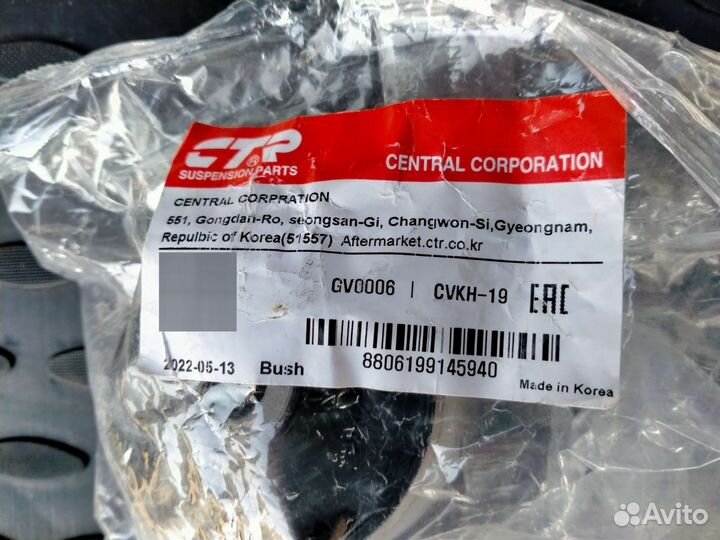 CTR®
SUSPENSION PARTS
CENTRAL CORPORATION
CENTRAL CORPRATION
551, Gongdan-Ro, seongsan-Gi, Changwon-Si,Gyeongnam,
Repulbic of Korea(51557) Aftermarket.ctr.co.kr
GV0006 | CVKH-19 EAC
8806199145940
2022-05-13 Bush
Made in Korea
Avito